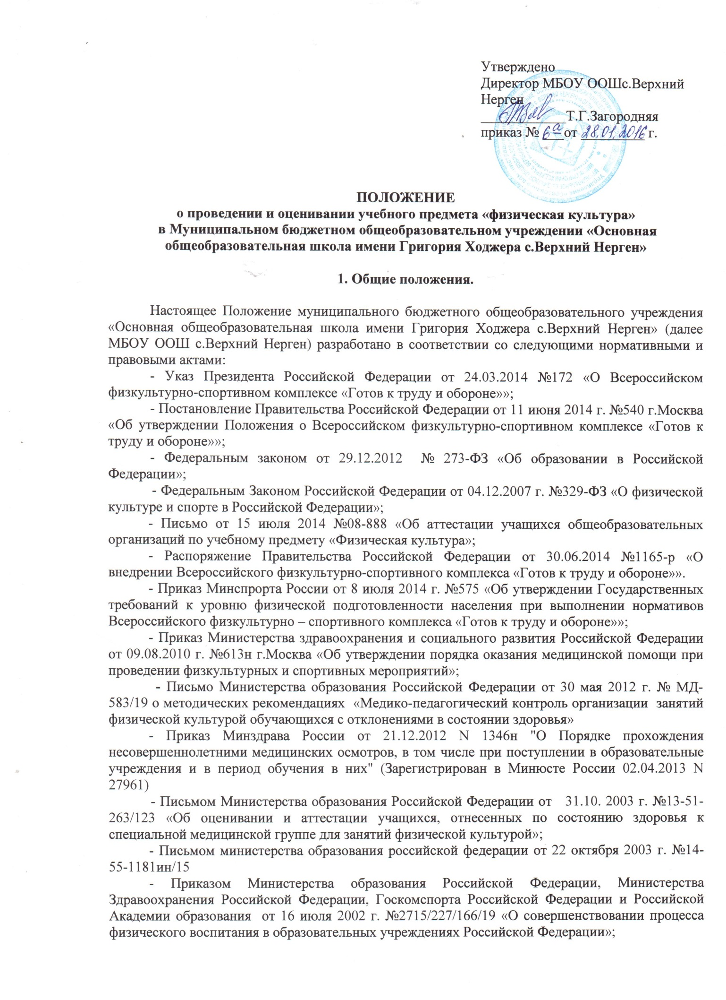 Утверждено
Директор МБОУ ООШс.Верхний
Нерген
____________Т.Г.Загородняя
приказ № 6а от 28.01.2016 г.
ПОЛОЖЕНИЕ
о проведении и оценивании учебного предмета «физическая культура»
в Муниципальном бюджетном общеобразовательном учреждении «Основная
общеобразовательная школа имени Григория Ходжера с.Верхний Нерген»
1. Общие положения.
Настоящее Положение муниципального бюджетного общеобразовательного учреждения
«Основная общеобразовательная школа имени Григория Ходжера с.Верхний Нерген» (далее
МБОУ ООШ с.Верхний Нерген) разработано в соответствии со следующими нормативными и
правовыми актами:
- Указ Президента Российской Федерации от 24.03.2014 №172 «О Всероссийском
физкультурно-спортивном комплексе «Готов к труду и обороне»»;
- Постановление Правительства Российской Федерации от 11 июня 2014 г. №540 г.Москва
«Об утверждении Положения о Всероссийском физкультурно-спортивном комплексе «Готов к
труду и обороне»»;
- Федеральным законом от 29.12.2012 № 273-ФЗ «Об образовании в Российской
Федерации»;
- Федеральным Законом Российской Федерации от 04.12.2007 г. №329-ФЗ «О физической
культуре и спорте в Российской Федерации»;
- Письмо от 15 июля 2014 №08-888 «Об аттестации учащихся общеобразовательных
организаций по учебному предмету «Физическая культура»;
- Распоряжение Правительства Российской Федерации от 30.06.2014 №1165-р «О
внедрении Всероссийского физкультурно-спортивного комплекса «Готов к труду и обороне»».
- Приказ Минспрорта России от 8 июля 2014 г. №575 «Об утверждении Государственных
требований к уровню физической подготовленности населения при выполнении нормативов
Всероссийского физкультурно – спортивного комплекса «Готов к труду и обороне»»;
- Приказ Министерства здравоохранения и социального развития Российской Федерации
от 09.08.2010 г. №613н г.Москва «Об утверждении порядка оказания медицинской помощи при
проведении физкультурных и спортивных мероприятий»;
- Письмо Министерства образования Российской Федерации от 30 мая 2012 г. № МД-
583/19 о методических рекомендациях «Медико-педагогический контроль организации занятий
физической культурой обучающихся с отклонениями в состоянии здоровья»
- Приказ Минздрава России от 21.12.2012 N 1346н "О Порядке прохождения
несовершеннолетними медицинских осмотров, в том числе при поступлении в образовательные
учреждения и в период обучения в них" (Зарегистрирован в Минюсте России 02.04.2013 N
27961)
- Письмом Министерства образования Российской Федерации от 31.10. 2003 г. №13-51-
263/123 «Об оценивании и аттестации учащихся, отнесенных по состоянию здоровья к
специальной медицинской группе для занятий физической культурой»;
- Письмом министерства образования российской федерации от 22 октября 2003 г. №14-
55-1181ин/15
- Приказом Министерства образования Российской Федерации, Министерства
Здравоохранения Российской Федерации, Госкомспорта Российской Федерации и Российской
Академии образования от 16 июля 2002 г. №2715/227/166/19 «О совершенствовании процесса
физического воспитания в образовательных учреждениях Российской Федерации»;